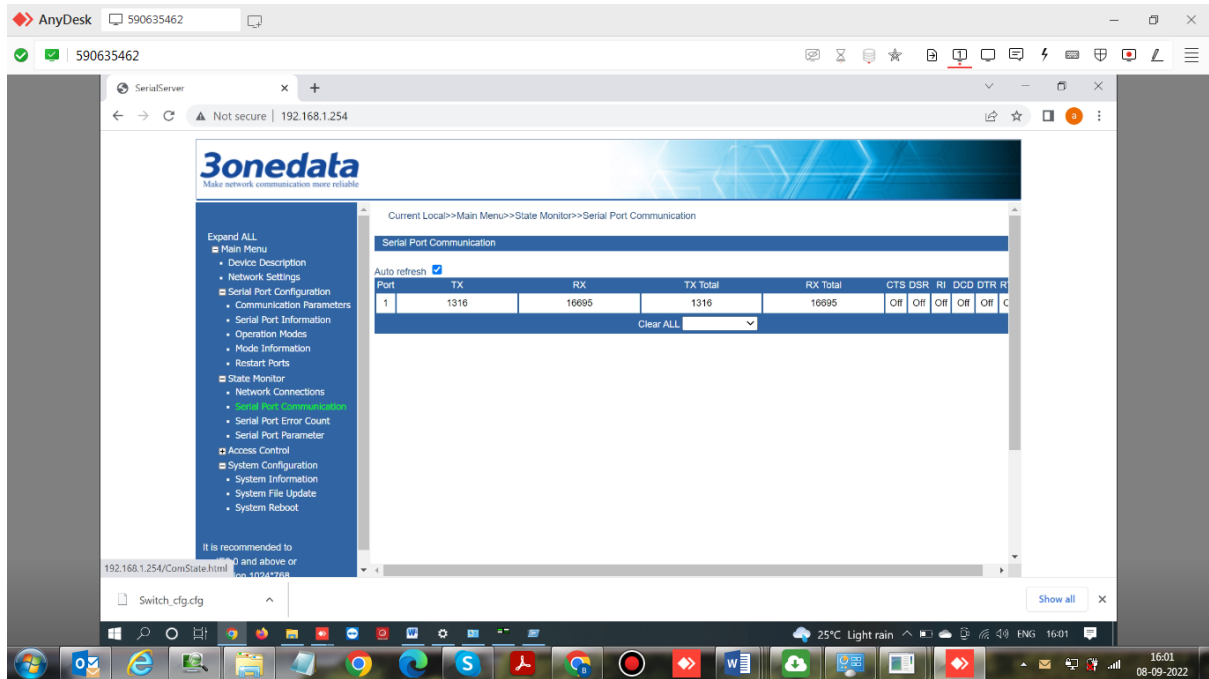 AnyDesk 590635462
590635462
SerialServer
Not secure 192.168.1.254
3onedata
Make network communication more reliable
Expand ALL
Main Menu
Device Description
Network Settings
Serial Port Configuration
Communication Parameters
Serial Port Information
Operation Modes
Mode Information
Restart Ports
State Monitor
Network Connections
Serial Port Communication
Serial Port Error Count
Serial Port Parameter
Access Control
System Configuration
System Information
System File Update
System Reboot
It is recommended to
and above or
1024*768
Current Local>>Main Menu>>State Monitor>>Serial Port Communication
Serial Port Communication
Auto refresh
Port TX RX TX Total RX Total CTS DSR RI DCD DTR
1 1316 16695 1316 16695 Off Off Off Off Off
Clear ALL
192.168.1.254/ComState.html
Switch_cfg.cfg
Show all
25°C Light rain ENG 16:01
16:01
08-09-2022